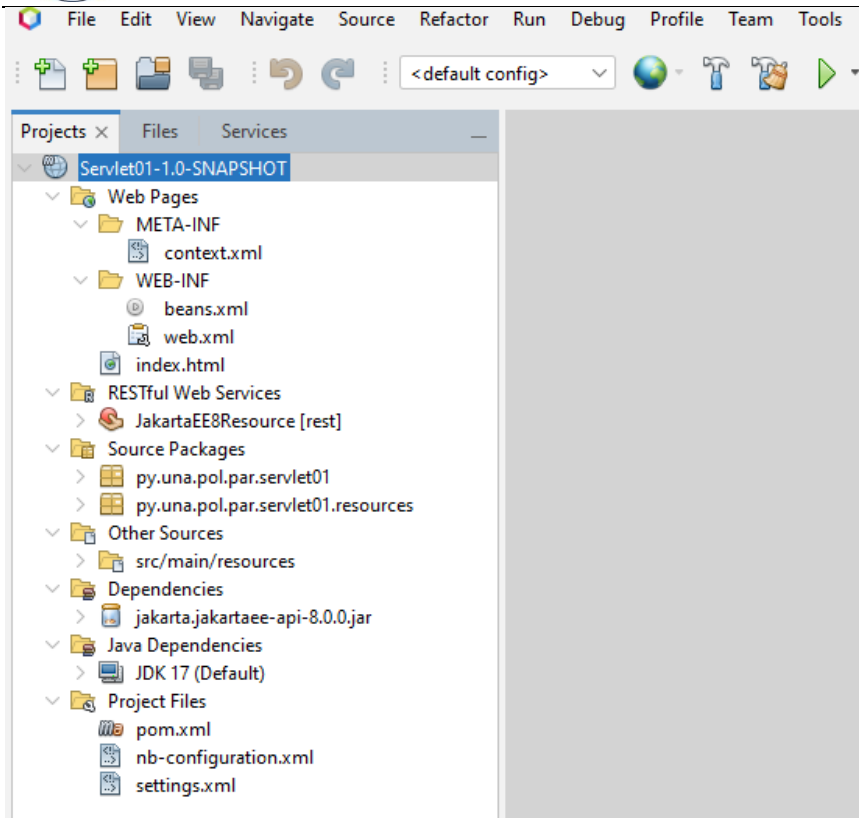 File Edit View Navigate Source Refactor Run Debug Profile Team Tools
<default config>
Projects Files Services
Servlet01-1.0-SNAPSHOT
Web Pages
META-INF
context.xml
WEB-INF
beans.xml
web.xml
index.html
RESTful Web Services
JakartaEE8Resource [rest]
Source Packages
py.una.pol.par.servlet01
py.una.pol.par.servlet01.resources
Other Sources
src/main/resources
Dependencies
jakarta.jakartaee-api-8.0.0.jar
Java Dependencies
JDK 17 (Default)
Project Files
pom.xml
nb-configuration.xml
settings.xml